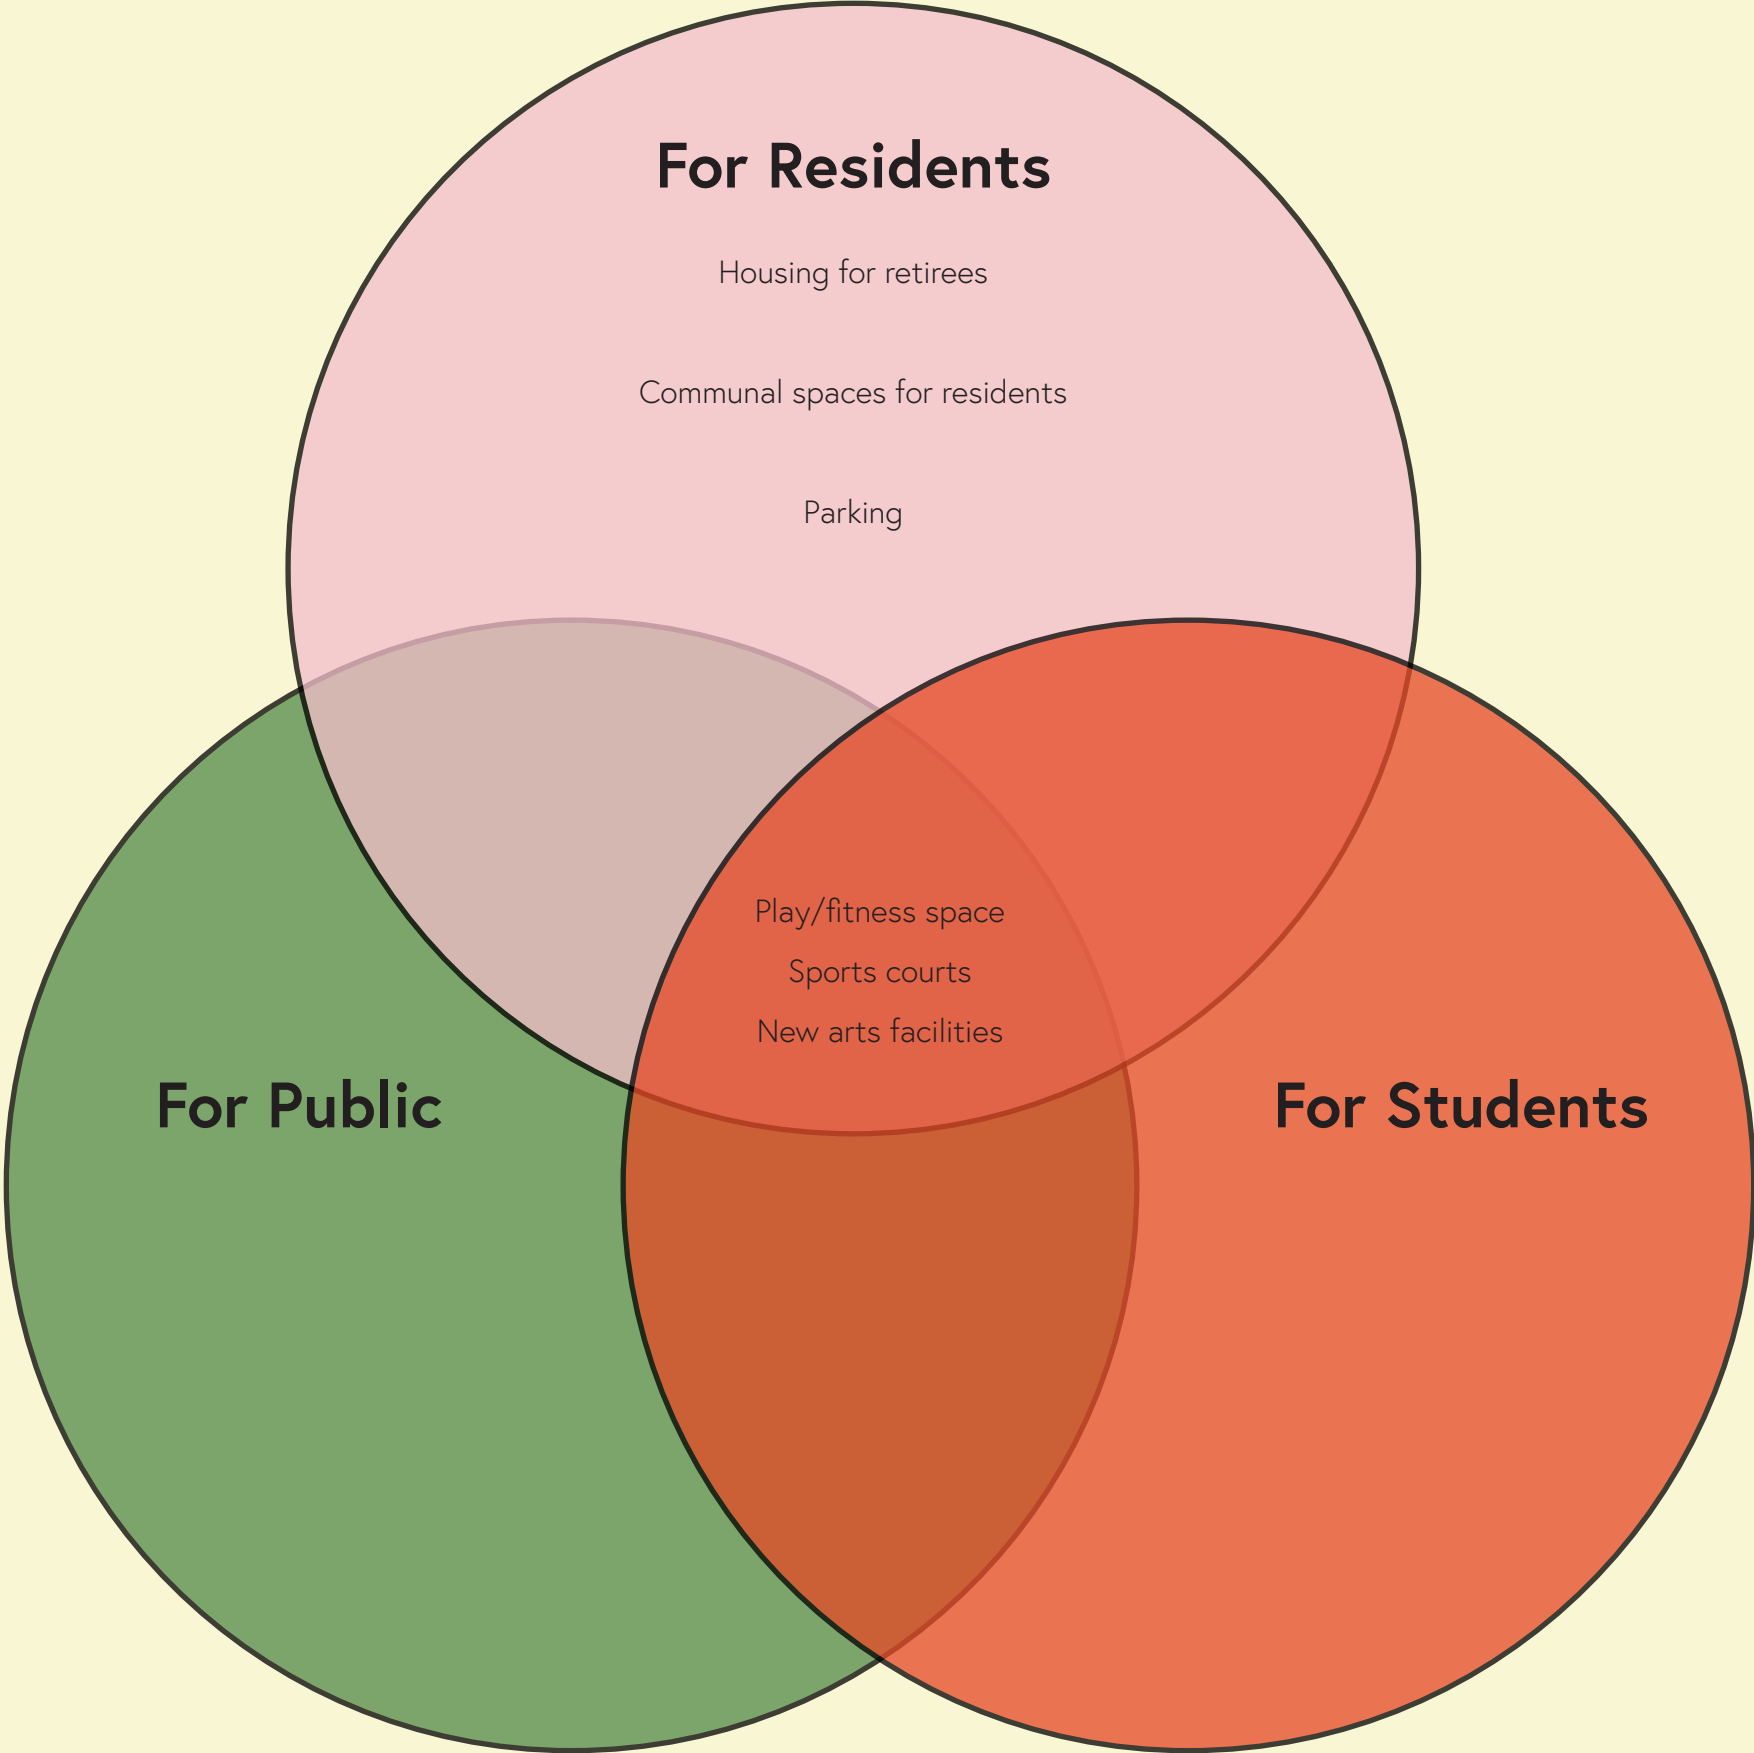 For Residents
Housing for retirees
Communal spaces for residents
Parking
Play/fitness space
Sports courts
New arts facilities
For Public
For Students